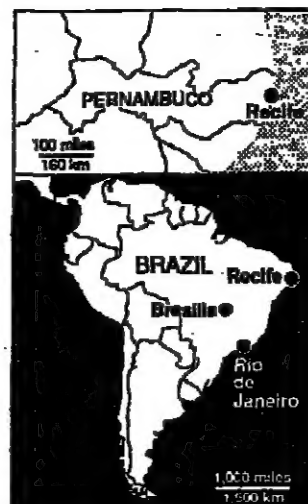 PERNAMBUCO
Recife
100 miles
160 km
BRAZIL
Recife
Brasilia
Rio
de
Janeiro
1,000 miles
1,600 km